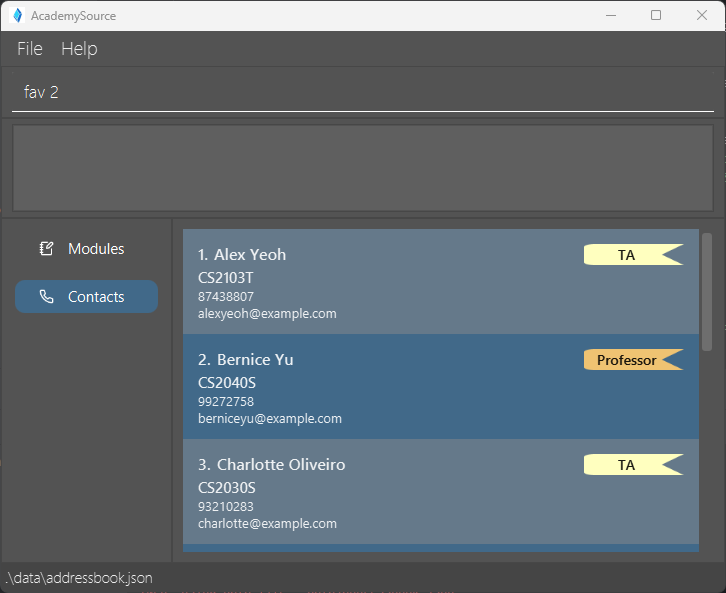 AcademySource
File Help
fav 2
Modules
Contacts
1. Alex Yeoh
TA
CS2103T
87438807
alexyeoh@example.com
2. Bernice Yu
Professor
CS2040S
99272758
berniceyu@example.com
3. Charlotte Oliveiro
TA
CS2030S
93210283
charlotte@example.com
.\data\addressbook.json